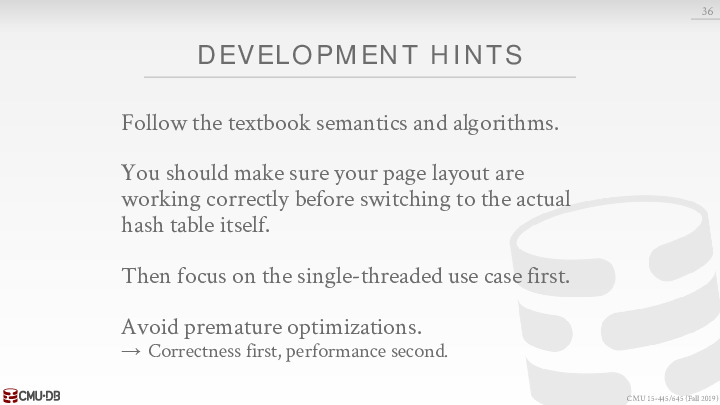 36
DEVELOPMENT HINTS
Follow the textbook semantics and algorithms.
You should make sure your page layout are
working correctly before switching to the actual
hash table itself.
Then focus on the single-threaded use case first.
Avoid premature optimizations.
→ Correctness first, performance second.
CMU·DB
CMU 15-445/645 (Fall 2019)